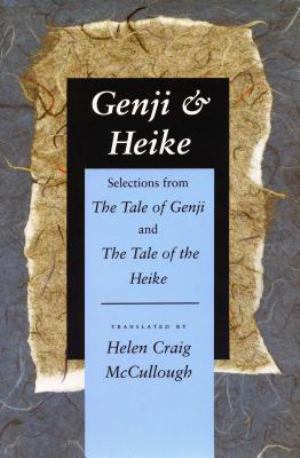 Genji &
Heike
Selections from
The Tale of Genji
and
The Tale of the
Heike
TRANSLATED BY
Helen Craig
McCullough